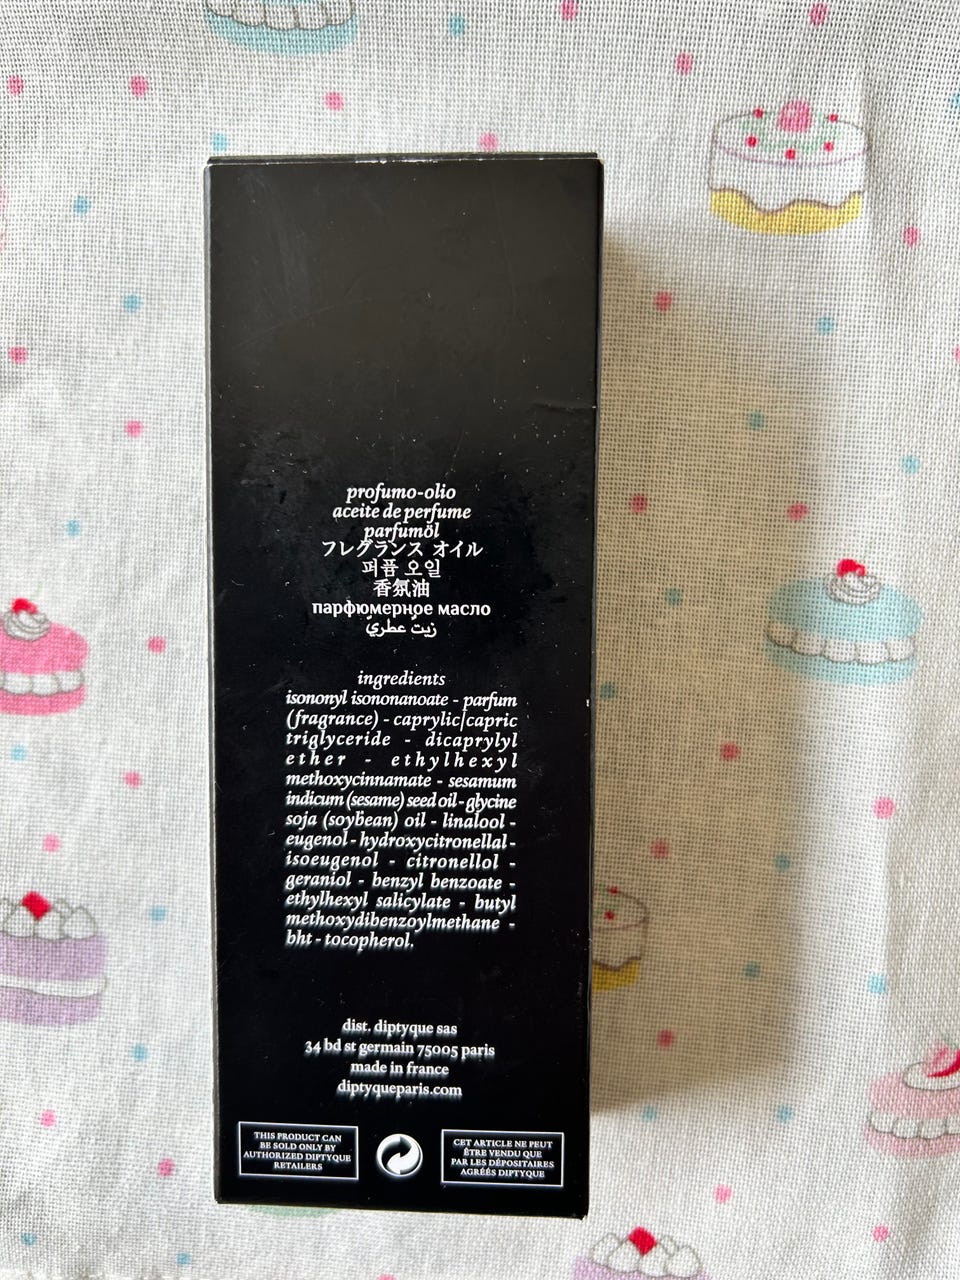 profumo-olio
aceite de perfume
parfumöl
フレグランス オイル
퍼퓸 오일
香氛油
парфюмерное масло
زيت عطري
ingredients
isononyl isononanoate - parfum
(fragrance) - caprylic/capric
triglyceride - dicaprylyl
ether - ethylhexyl
methoxycinnamate - sesamum
indicum (sesame) seed oil - glycine
soja (soybean) oil - linalool -
eugenol - hydroxycitronellal -
isoeugenol - citronellol -
geraniol - benzyl benzoate -
ethylhexyl salicylate - butyl
methoxydibenzoylmethane -
bht - tocopherol.
dist. diptyque sas
34 bd st germain 75005 paris
made in france
diptyqueparis.com
THIS PRODUCT CAN
BE SOLD ONLY BY
AUTHORIZED DIPTYQUE
RETAILERS
CET ARTICLE NE PEUT
ÊTRE VENDU QUE
PAR LES DÉPOSITAIRES
AGRÉÉS DIPTYQUE